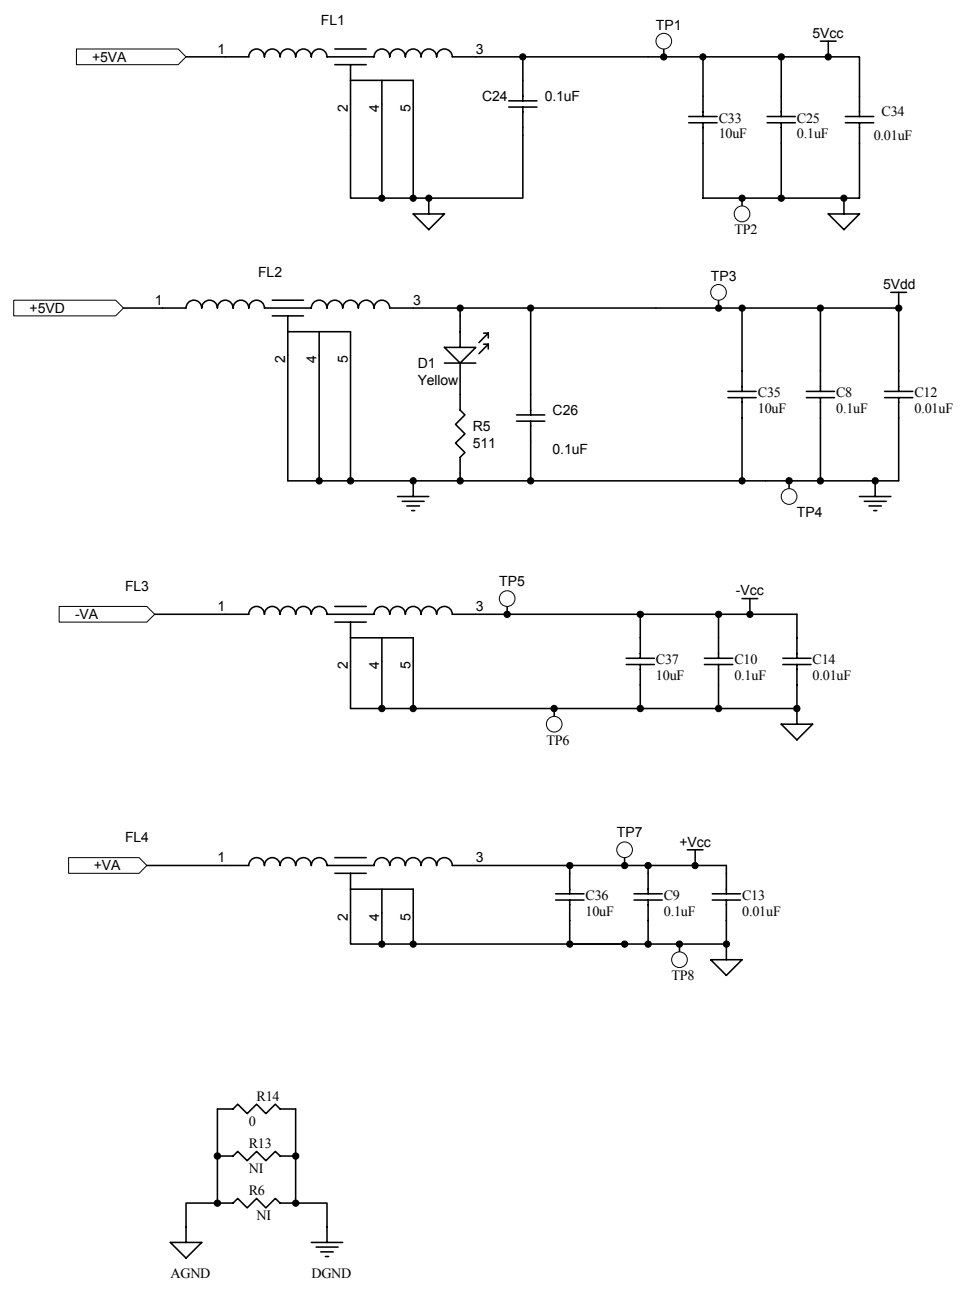 FL1
TP1
5Vcc
+5VA
1
3
2
4
5
C24
0.1uF
C33
10uF
C25
0.1uF
C34
0.01uF
TP2
FL2
TP3
5Vdd
+5VD
1
3
2
4
5
D1
Yellow
R5
511
C26
0.1uF
C35
10uF
C8
0.1uF
C12
0.01uF
TP4
FL3
TP5
-Vcc
-VA
1
3
2
4
5
C37
10uF
C10
0.1uF
C14
0.01uF
TP6
FL4
TP7
+Vcc
+VA
1
3
2
4
5
C36
10uF
C9
0.1uF
C13
0.01uF
TP8
R14
0
R13
NI
R6
NI
AGND
DGND